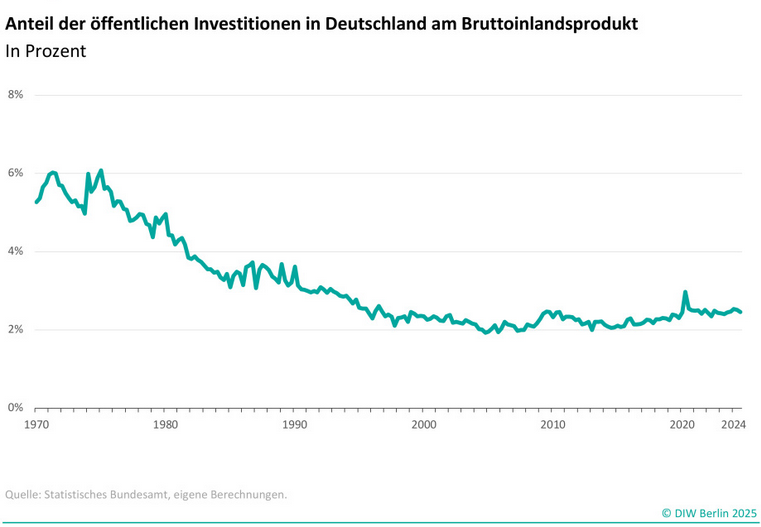 Anteil der öffentlichen Investitionen in Deutschland am Bruttoinlandsprodukt
In Prozent
8%
6%
4%
2%
0%
1970 1980 1990 2000 2010 2020 2024
Quelle: Statistisches Bundesamt, eigene Berechnungen.
© DIW Berlin 2025